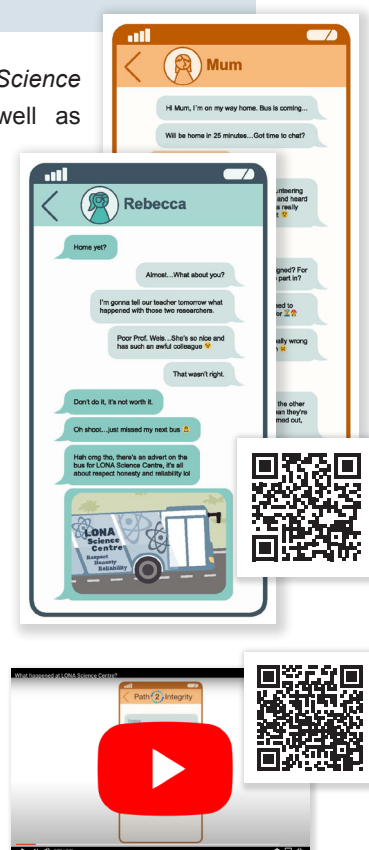 Science
well as
Mum
Hi Mum, I'm on my way home. Bus is coming...
Will be home in 25 minutes...Got time to chat?
unteering
and heard
s really
igned? For
part in?
ed to
or
ally wrong
the other
an they're
med out,
Rebecca
Home yet?
Almost...What about you?
I'm gonna tell our teacher tomorrow what
happened with those two researchers.
Poor Prof. Weis...She's so nice and
has such an awful colleague
That wasn't right.
Don't do it, it's not worth it.
Oh shoot...just missed my next bus
Hah omg tho, there's an advert on the
bus for LONA Science Centre, it's all
about respect honesty and reliability lol
LONA
Science
Centre
Respect
Honesty
Reliability
What happened at LONA Science Centre?
Path 2 Integrity